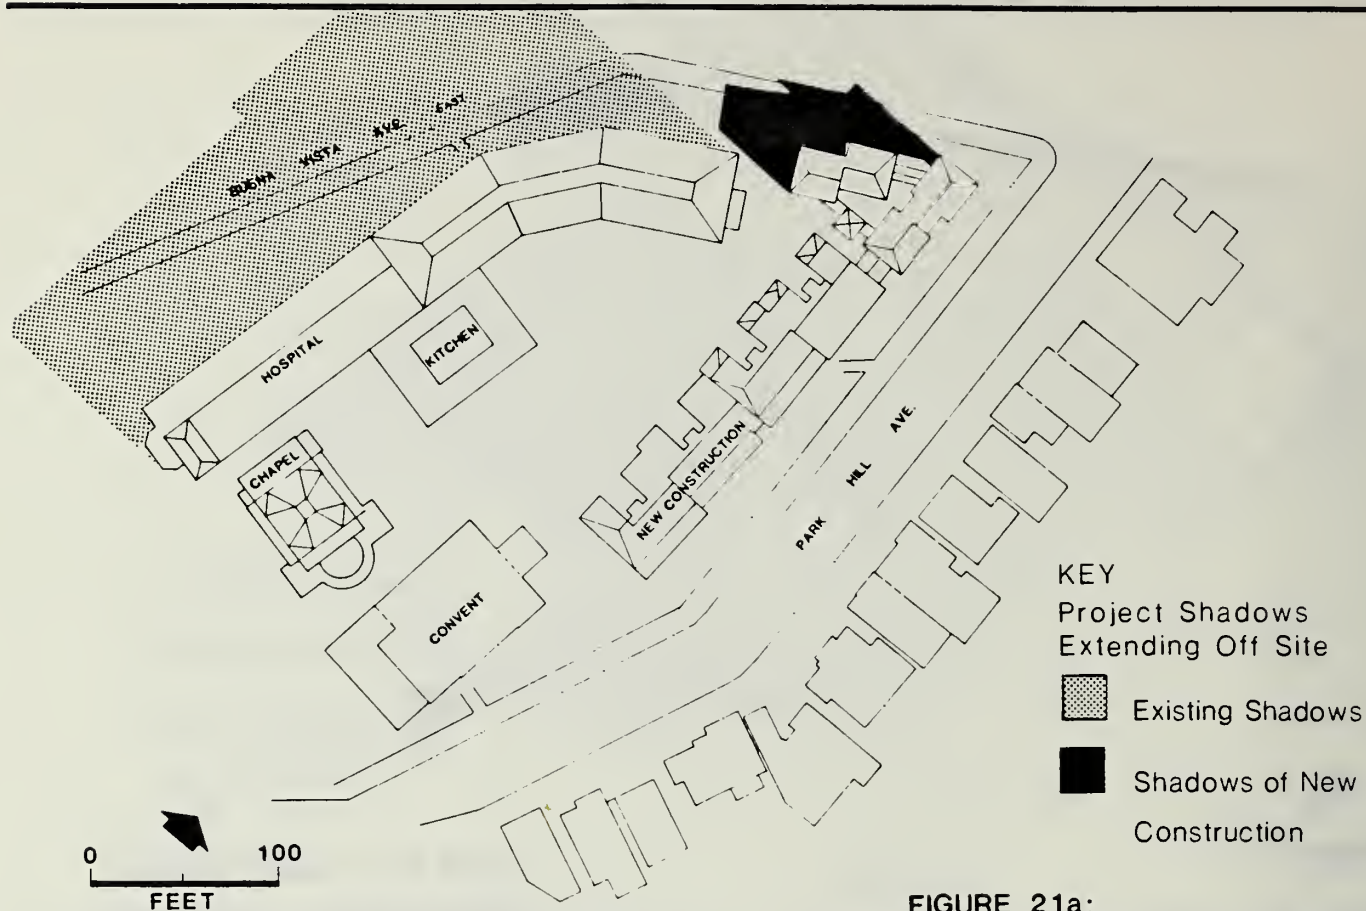 BUENA VISTA AVE. EAST
HOSPITAL
KITCHEN
CHAPEL
NEW CONSTRUCTION
CONVENT
PARK HILL AVE.
KEY
Project Shadows
Extending Off Site
Existing Shadows
Shadows of New
Construction
0 100
FEET
FIGURE 21a: